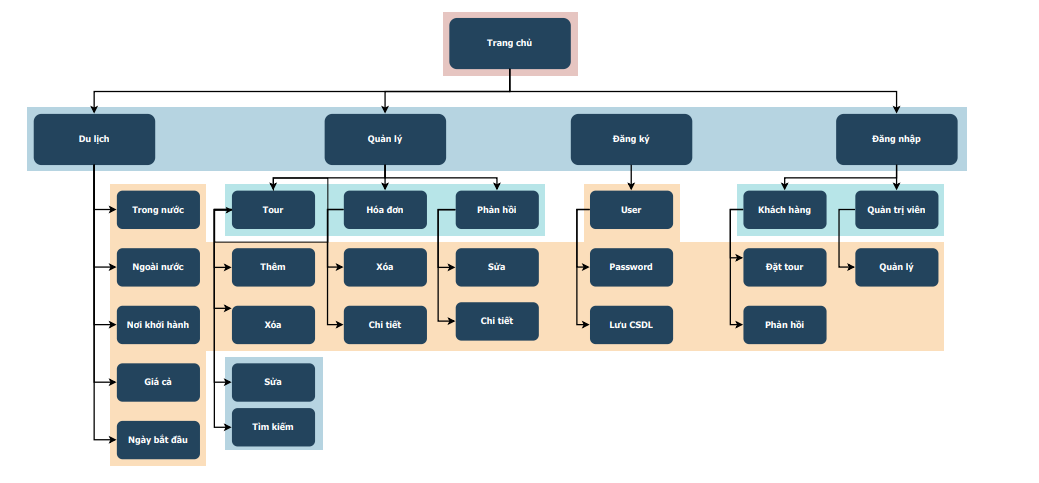 Trang chủ
Du lịch
Quản lý
Đăng ký
Đăng nhập
Trong nước
Tour
Hóa đơn
Phản hồi
User
Khách hàng
Quản trị viên
Ngoài nước
Thêm
Xóa
Sửa
Password
Đặt tour
Quản lý
Nơi khởi hành
Xóa
Chi tiết
Chi tiết
Lưu CSDL
Phản hồi
Giá cả
Sửa
Ngày bắt đầu
Tìm kiếm